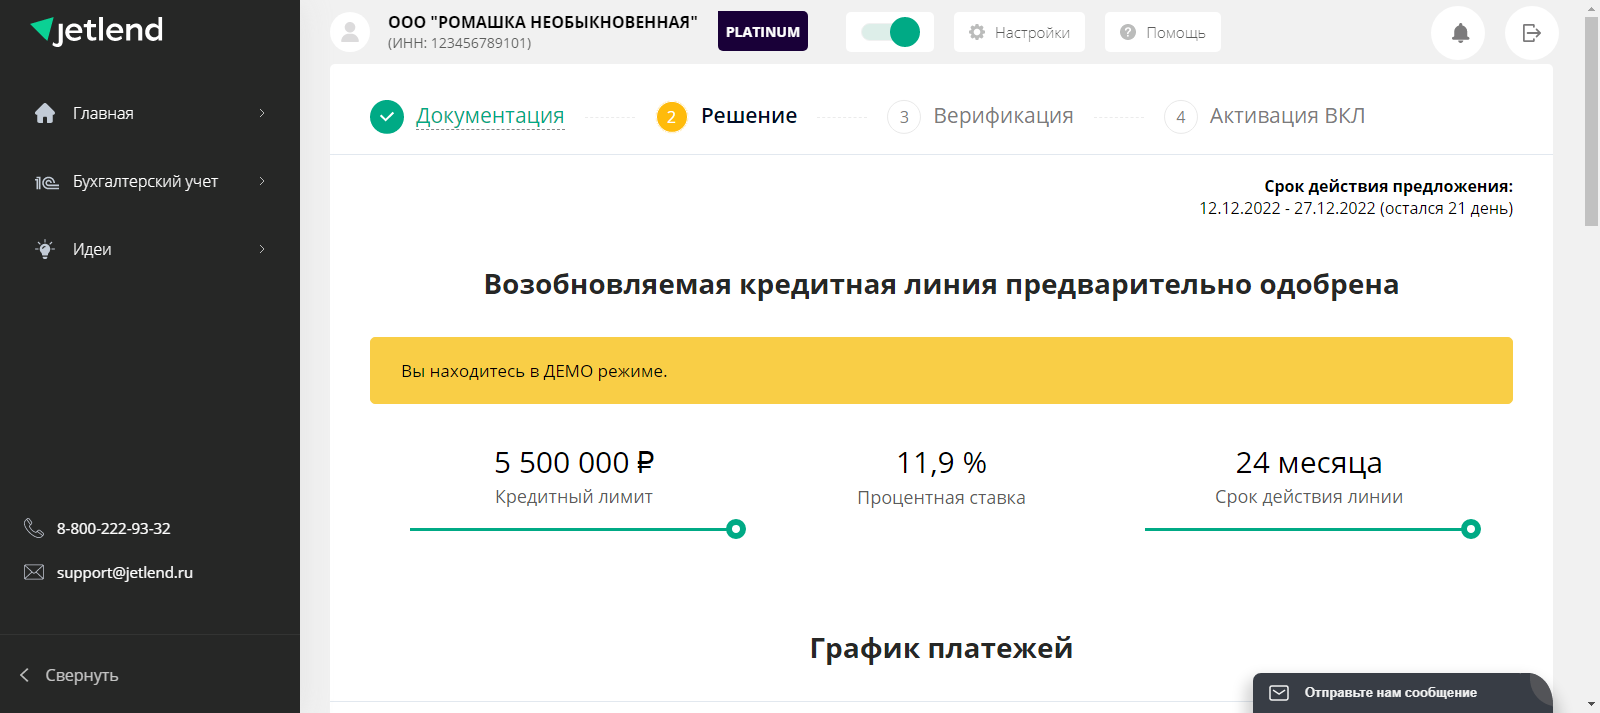 jetlend
ООО "РОМАШКА НЕОБЫКНОВЕННАЯ"
(ИНН: 123456789101)
PLATINUM
Настройки
? Помощь
Главная
1С Бухгалтерский учет
Идеи
8-800-222-93-32
support@jetlend.ru
Свернуть
Документация
2 Решение
3 Верификация
4 Активация ВКЛ
Срок действия предложения:
12.12.2022 - 27.12.2022 (остался 21 день)
Возобновляемая кредитная линия предварительно одобрена
Вы находитесь в ДЕМО режиме.
5 500 000 ₽
Кредитный лимит
11,9 %
Процентная ставка
24 месяца
Срок действия линии
График платежей
Отправьте нам сообщение